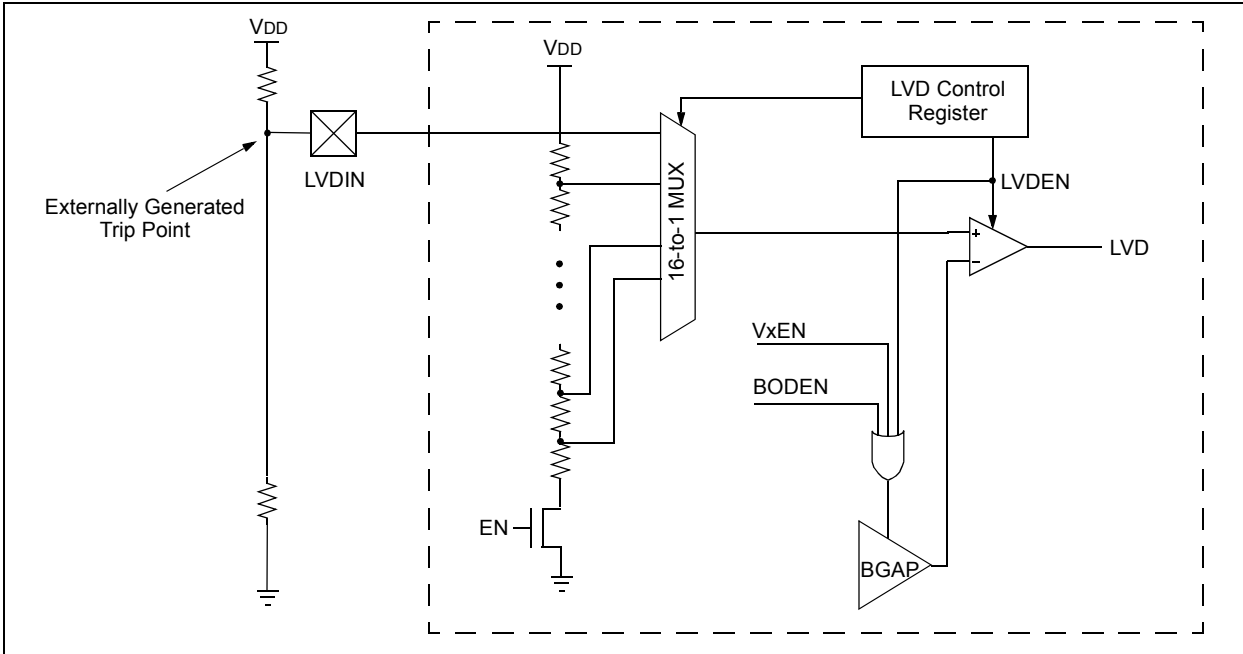 VDD
VDD
LVD Control
Register
LVDIN
16-to-1 MUX
LVDEN
Externally Generated
Trip Point
+
–
LVD
VxEN
BODEN
EN
BGAP